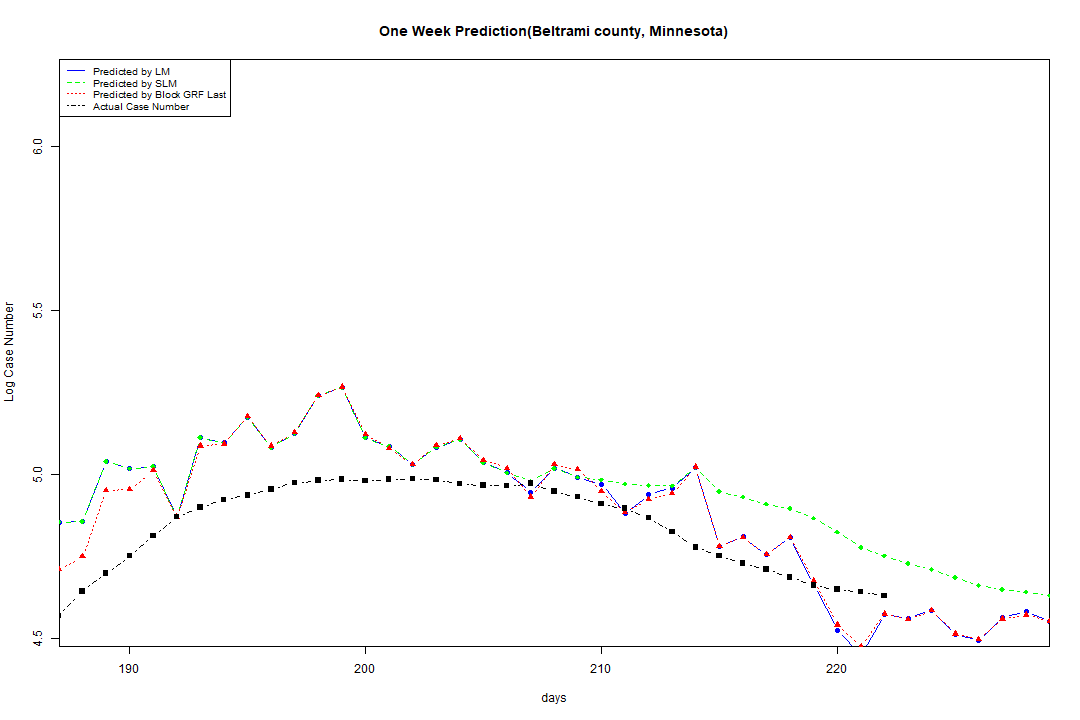 One Week Prediction(Beltrami county, Minnesota)
Predicted by LM
Predicted by SLM
Predicted by Block GRF Last
Actual Case Number
6.0
5.5
5.0
4.5
Log Case Number
190
200
210
220
days